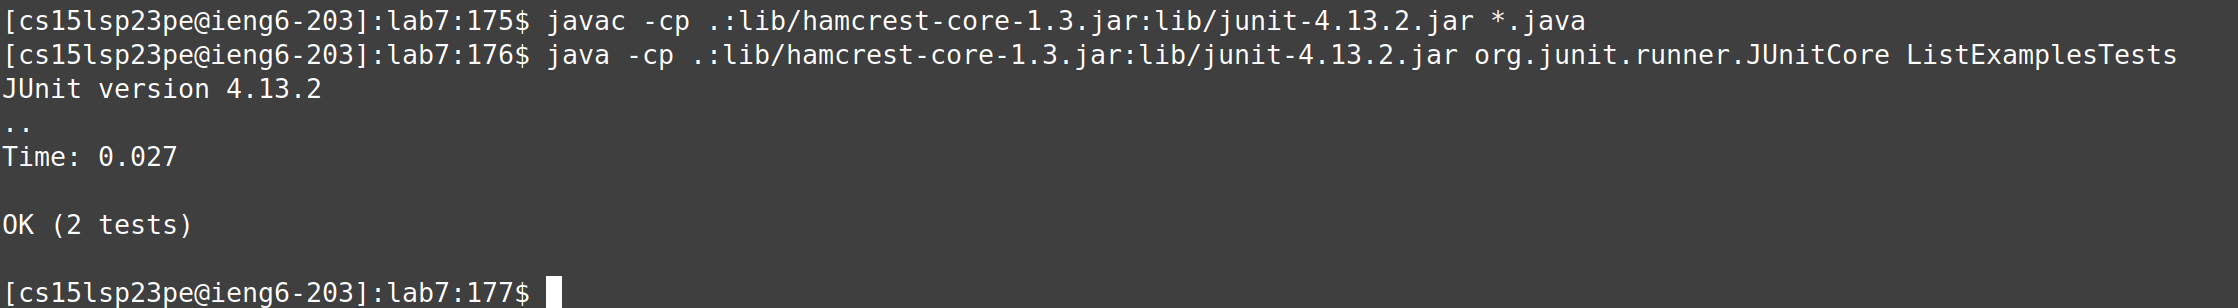 [cs15lsp23pe@ieng6-203]:lab7:175$ javac -cp .:lib/hamcrest-core-1.3.jar:lib/junit-4.13.2.jar *.java
[cs15lsp23pe@ieng6-203]:lab7:176$ java -cp .:lib/hamcrest-core-1.3.jar:lib/junit-4.13.2.jar org.junit.runner.JUnitCore ListExamplesTests
JUnit version 4.13.2
..
Time: 0.027
OK (2 tests)
[cs15lsp23pe@ieng6-203]:lab7:177$